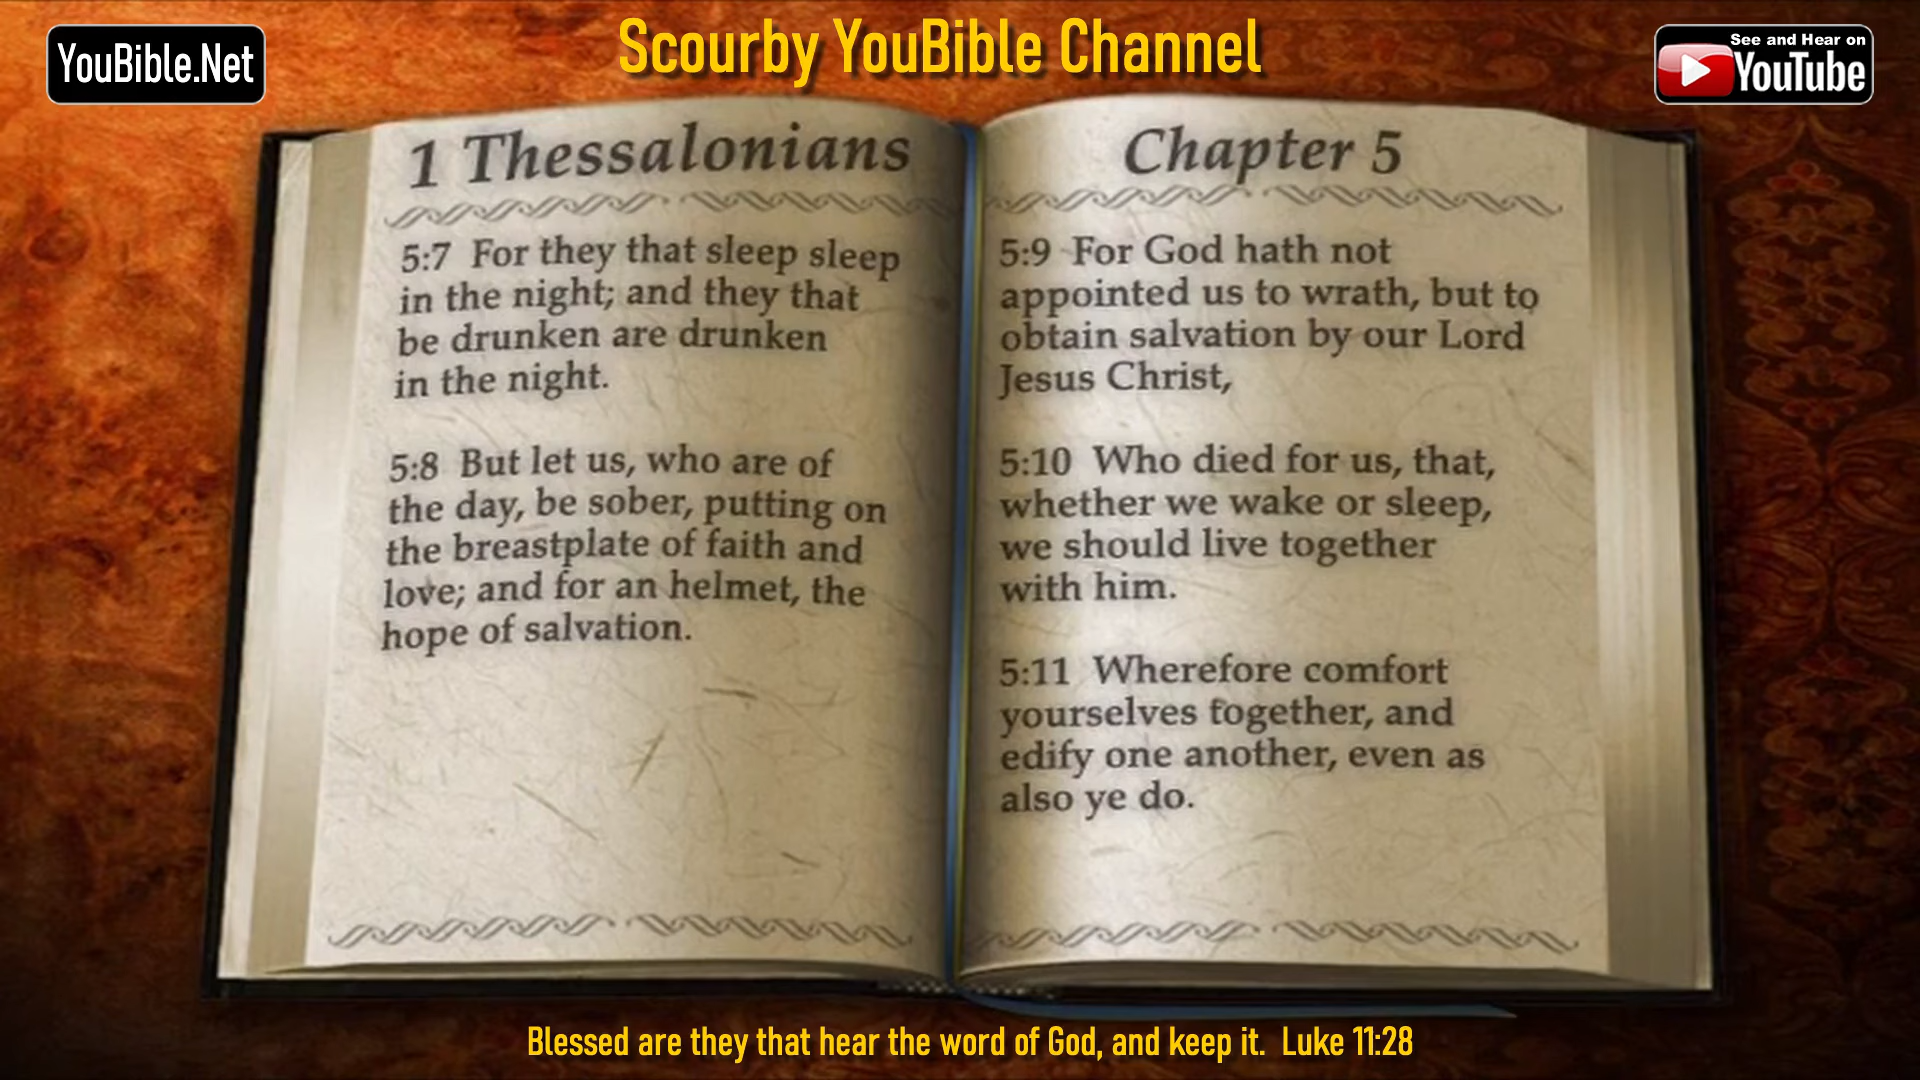 YouBible.Net
Scourby YouBible Channel
See and Hear on
YouTube
1 Thessalonians
5:7 For they that sleep sleep
in the night; and they that
be drunken are drunken
in the night.
5:8 But let us, who are of
the day, be sober, putting on
the breastplate of faith and
love; and for an helmet, the
hope of salvation.
Chapter 5
5:9 For God hath not
appointed us to wrath, but to
obtain salvation by our Lord
Jesus Christ,
5:10 Who died for us, that,
whether we wake or sleep,
we should live together
with him.
5:11 Wherefore comfort
yourselves together, and
edify one another, even as
also ye do.
Blessed are they that hear the word of God, and keep it. Luke 11:28